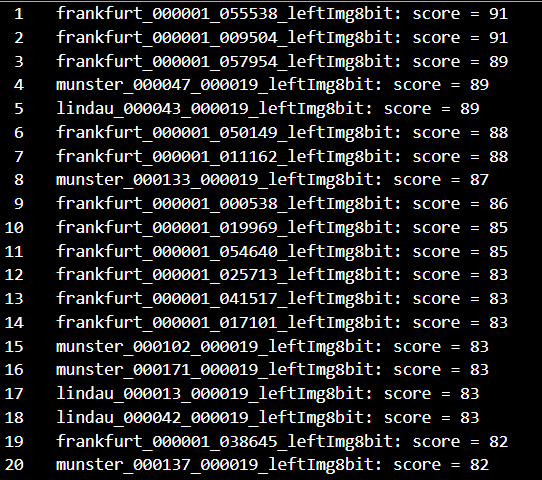 1 frankfurt_000001_055538_leftImg8bit: score = 91
2 frankfurt_000001_009504_leftImg8bit: score = 91
3 frankfurt_000001_057954_leftImg8bit: score = 89
4 munster_000047_000019_leftImg8bit: score = 89
5 lindau_000043_000019_leftImg8bit: score = 89
6 frankfurt_000001_050149_leftImg8bit: score = 88
7 frankfurt_000001_011162_leftImg8bit: score = 88
8 munster_000133_000019_leftImg8bit: score = 87
9 frankfurt_000001_000538_leftImg8bit: score = 86
10 frankfurt_000001_019969_leftImg8bit: score = 85
11 frankfurt_000001_054640_leftImg8bit: score = 85
12 frankfurt_000001_025713_leftImg8bit: score = 83
13 frankfurt_000001_041517_leftImg8bit: score = 83
14 frankfurt_000001_017101_leftImg8bit: score = 83
15 munster_000102_000019_leftImg8bit: score = 83
16 munster_000171_000019_leftImg8bit: score = 83
17 lindau_000013_000019_leftImg8bit: score = 83
18 lindau_000042_000019_leftImg8bit: score = 83
19 frankfurt_000001_038645_leftImg8bit: score = 82
20 munster_000137_000019_leftImg8bit: score = 82